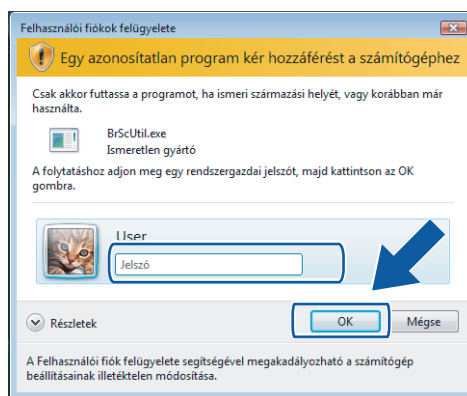 Felhasználói fiókok felügyelete
Egy azonosítatlan program kér hozzáférést a számítógéphez
Csak akkor futtassa a programot, ha ismeri származási helyét, vagy korábban már
használta.
BrScUtil.exe
Ismeretlen gyártó
A folytatáshoz adjon meg egy rendszergazdai jelszót, majd kattintson az OK
gombra.
User
Jelszó
Részletek
OK
Mégse
A Felhasználói fiók felügyelete segítségével megakadályozható a számítógép
beállításainak illetéktelen módosítása.